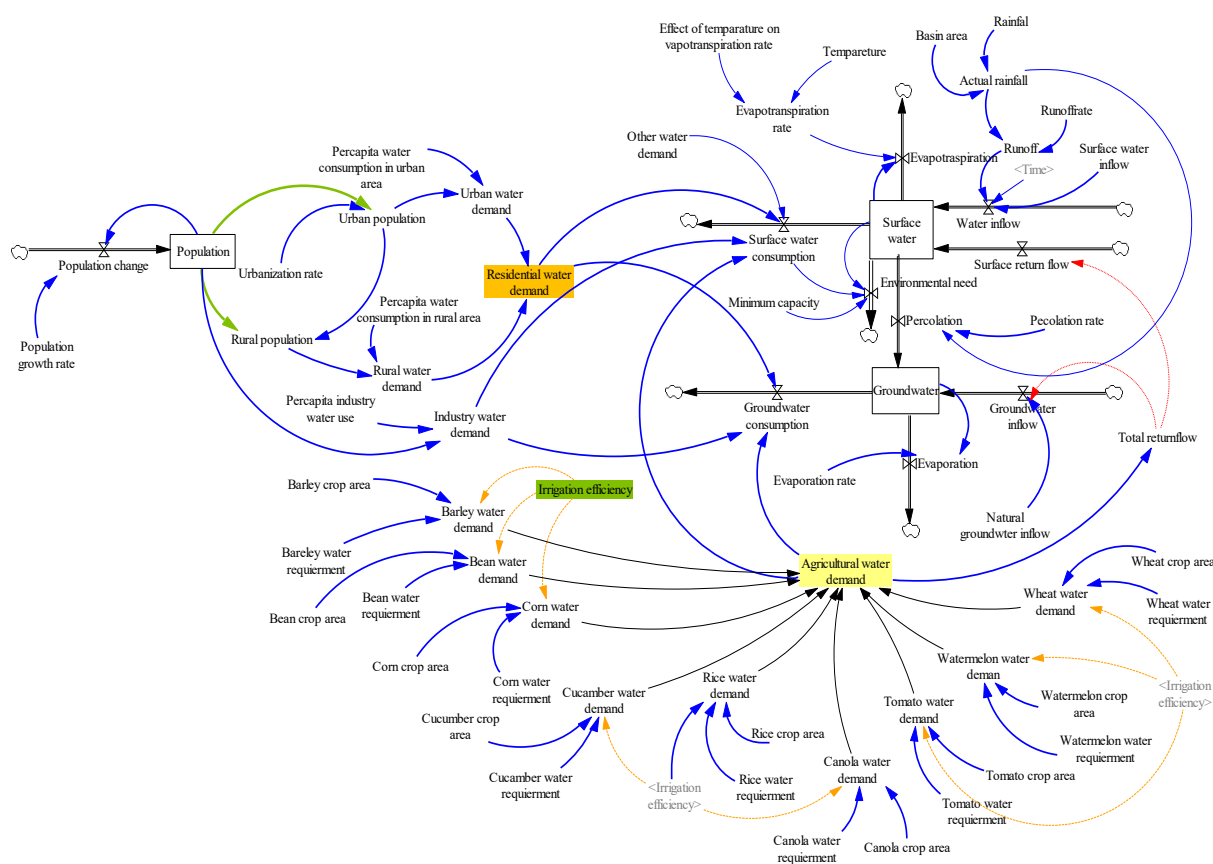 Effect of temparature on
vapotranspiration rate
Tempareture
Basin area
Rainfal
Actual rainfall
Evapotranspiration
rate
Other water
demand
Runoffrate
Runoff
<Time>
Surface water
inflow
Evapotraspiration
Percapita water
consumption in urban
area
Urban water
demand
Urban population
Surface
water
Water inflow
Population
Population change
Urbanization rate
Surface water
consumption
Surface return flow
Residential water
demand
Environmental need
Minimum capacity
Percapita water
consumption in rural area
Percolation
Pecolation rate
Population
growth rate
Rural population
Rural water
demand
Groundwater
Percapita industry
water use
Industry water
demand
Groundwater
consumption
Groundwater
inflow
Total returnflow
Evaporation rate
Evaporation
Barley crop area
Irrigation efficiency
Barley water
demand
Natural
groundwter inflow
Bareley water
requierment
Bean water
demand
Agricultural water
demand
Wheat crop area
Bean water
requierment
Bean crop area
Corn water
demand
Wheat water
demand
Wheat water
requierment
Corn crop area
Corn water
requierment
Cucumber water
demand
Rice water
demand
Watermelon water
deman
<Irrigation
efficiency>
Watermelon crop
area
Tomato water
demand
Cucumber crop
area
Rice crop area
Watermelon water
requierment
Cucumber water
requierment
<Irrigation
efficiency>
Rice water
requierment
Canola water
demand
Tomato crop area
Tomato water
requierment
Canola water
requierment
Canola crop area